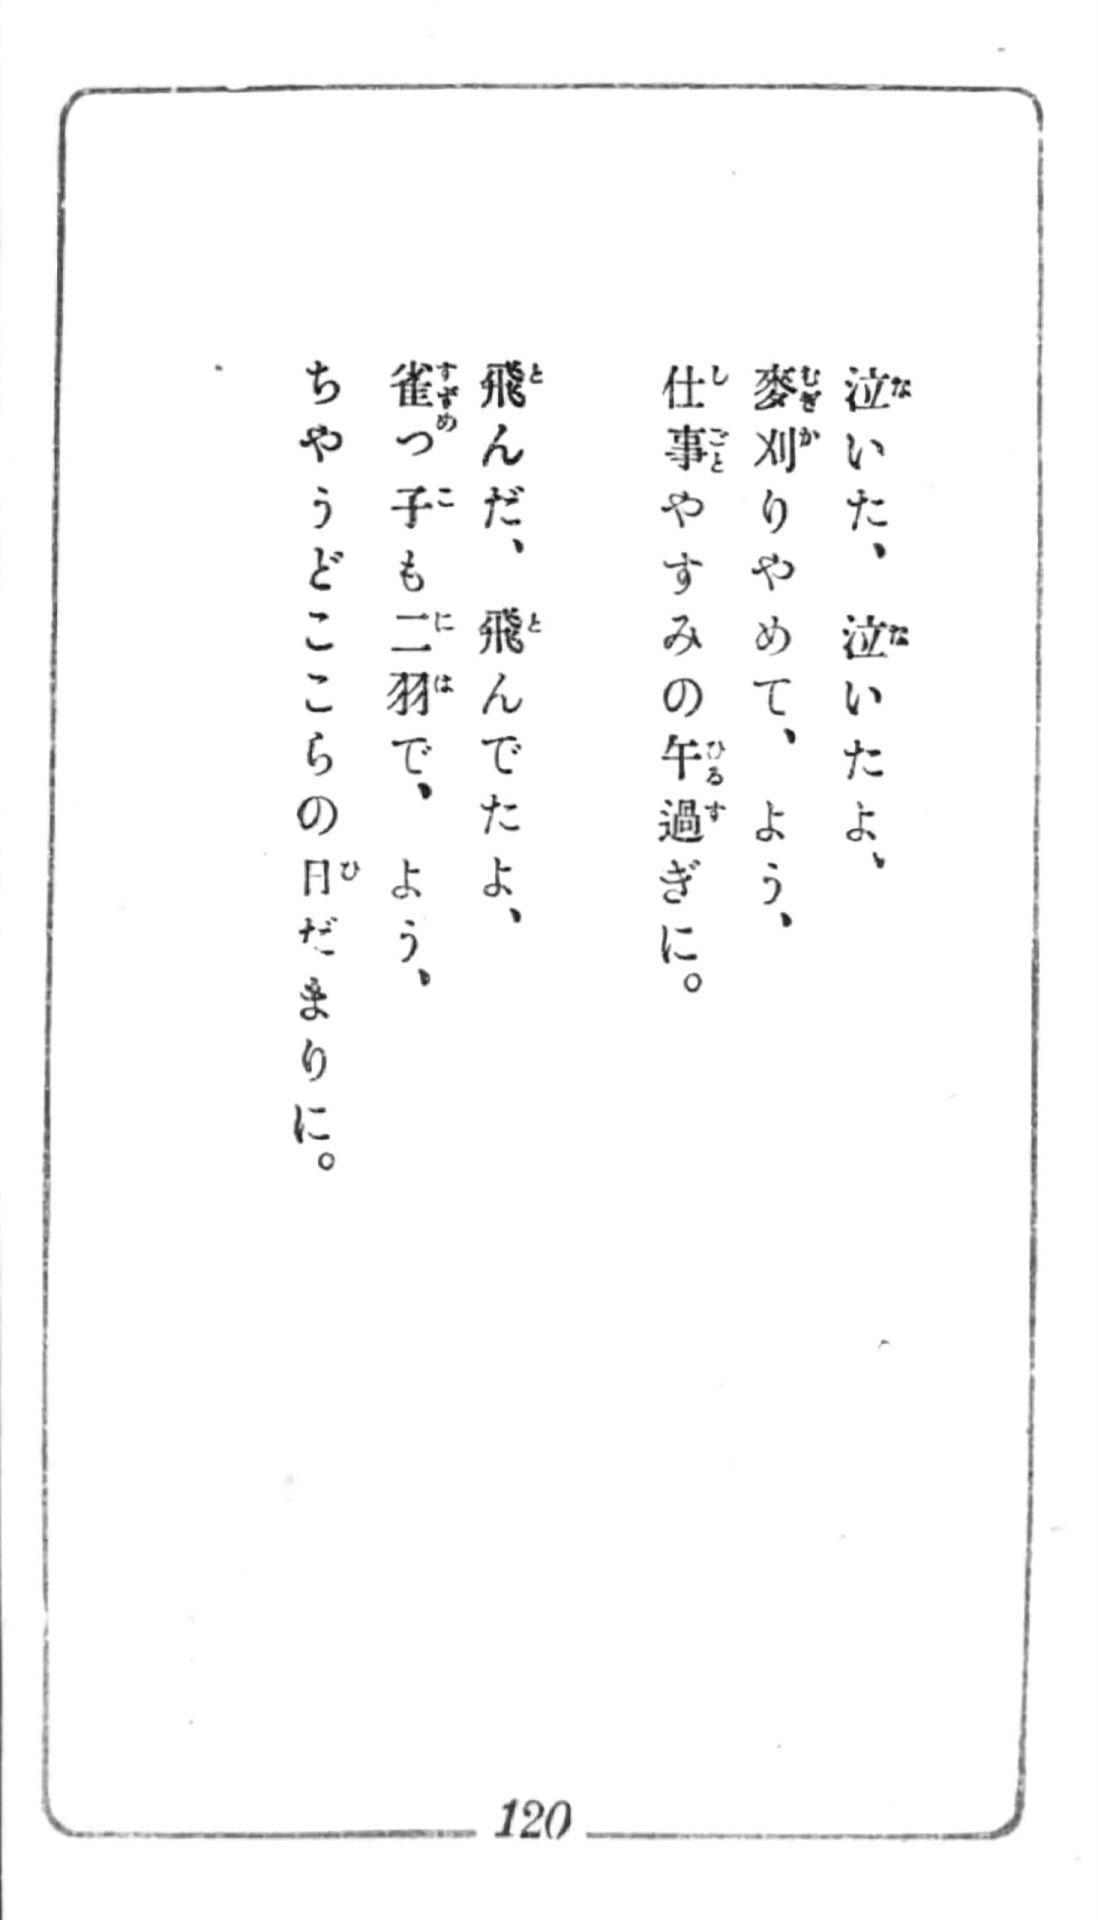 泣いた、泣いたよ、
麥刈りやめて、よう、
仕事やすみの午過ぎに。
飛んだ、飛んでたよ、
雀つ子も二羽で、よう、
ちやうどここらの日だまりに。
120